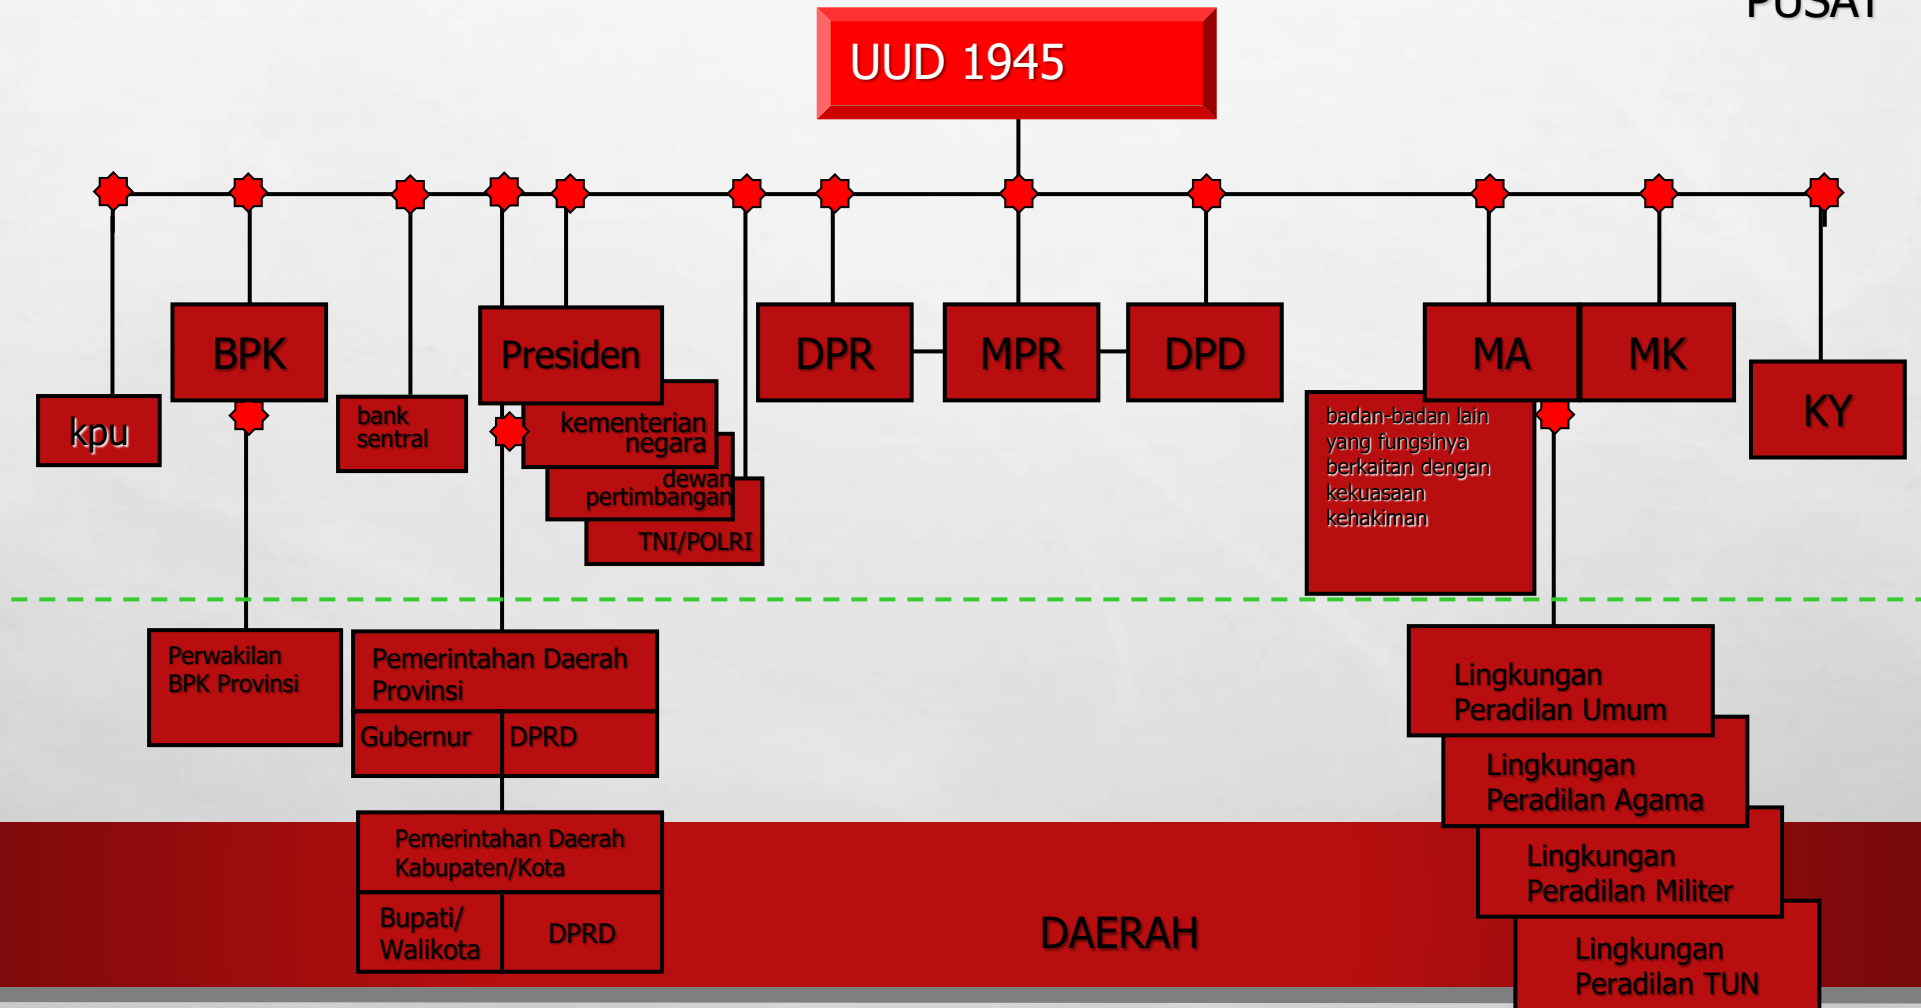 PUSAT
UUD 1945
BPK
Presiden
DPR
MPR
DPD
MA
MK
KY
kpu
bank
sentral
kementerian
negara
dewan
pertimbangan
TNI/POLRI
badan-badan lain
yang fungsinya
berkaitan dengan
kekuasaan
kehakiman
Perwakilan
BPK Provinsi
Pemerintahan Daerah
Provinsi
Gubernur
DPRD
Pemerintahan Daerah
Kabupaten/Kota
Bupati/
Walikota
DPRD
DAERAH
Lingkungan
Peradilan Umum
Lingkungan
Peradilan Agama
Lingkungan
Peradilan Militer
Lingkungan
Peradilan TUN